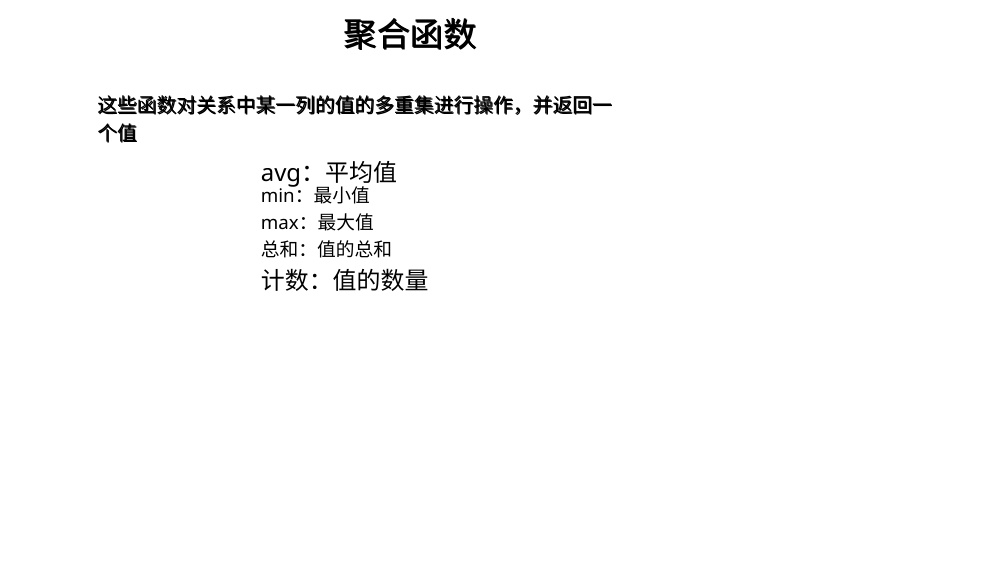 聚合函数
这些函数对关系中某一列的值的多重集进行操作，并返回一
个值
avg：平均值
min：最小值
max：最大值
总和：值的总和
计数：值的数量